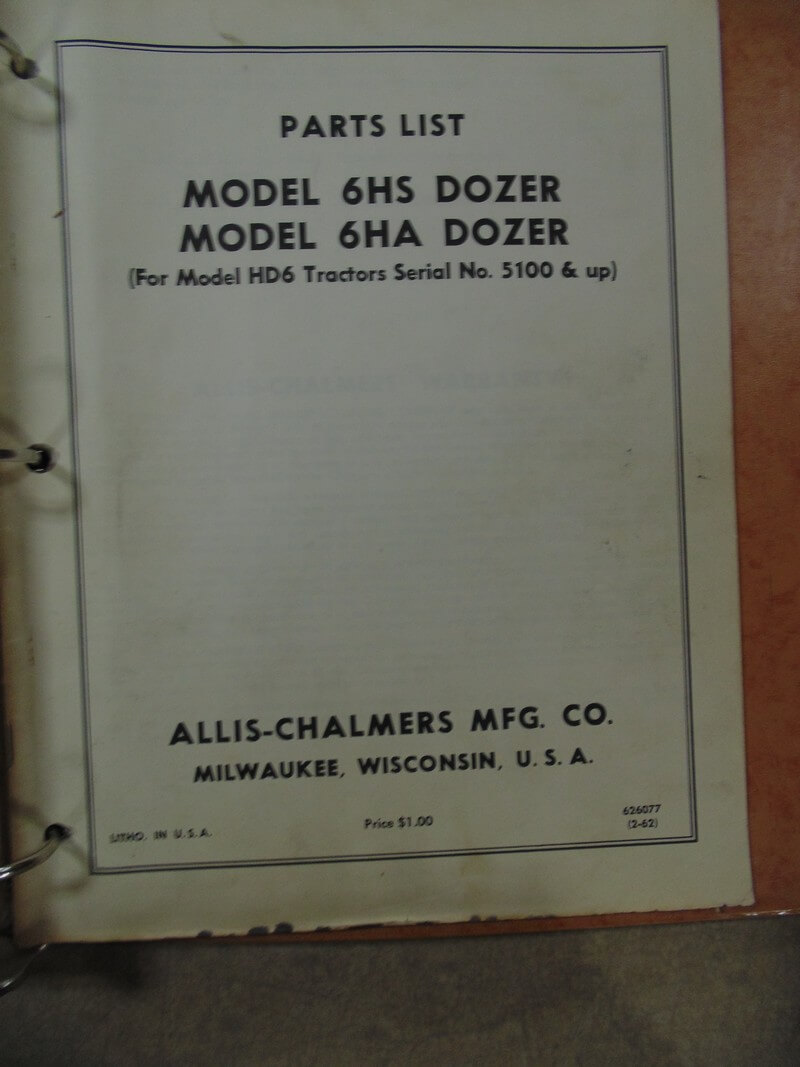 PARTS LIST
MODEL 6HS DOZER
MODEL 6HA DOZER
(For Model HD6 Tractors Serial No. 5100 & up)
ALLIS-CHALMERS MFG. CO.
MILWAUKEE, WISCONSIN, U. S. A.
LITHO. IN U.S.A.
Price $1.00
626077
(2-62)